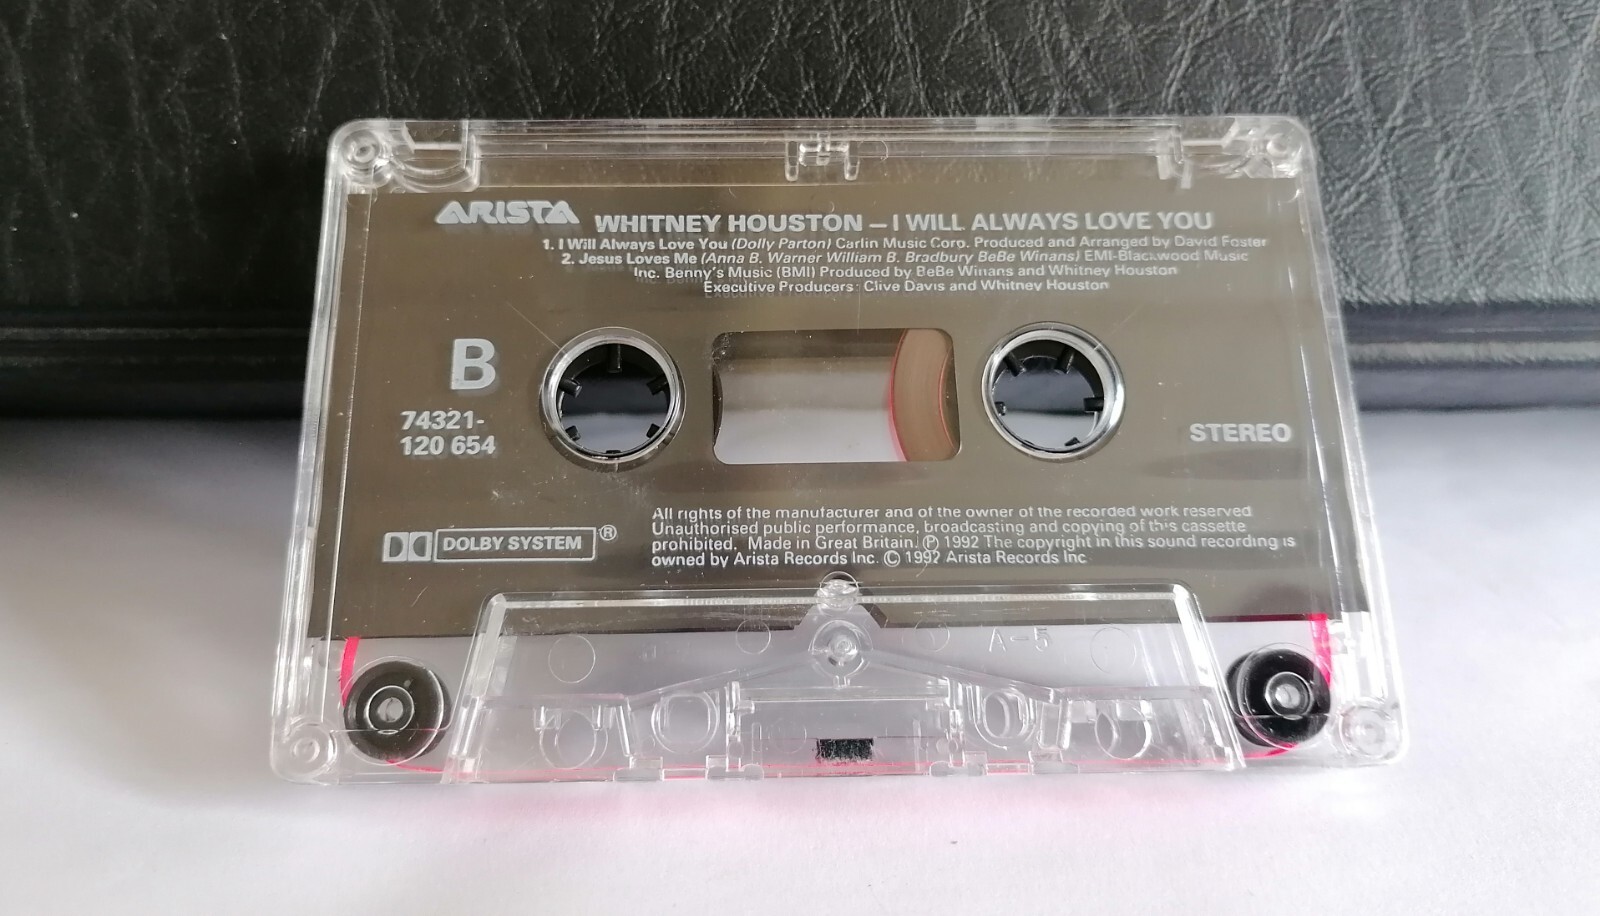 ARISTA WHITNEY HOUSTON – I WILL ALWAYS LOVE YOU
1. I Will Always Love You (Dolly Parton) Carlin Music Corp. Produced and Arranged by David Foster
2. Jesus Loves Me (Anna B. Warner William B. Bradbury BeBe Winans) EMI-Blackwood Music
Inc. Benny's Music (BMI) Produced by BeBe Winans and Whitney Houston
Executive Producers: Clive Davis and Whitney Houston
B
74321-
120 654
STEREO
DOLBY SYSTEM ®
All rights of the manufacturer and of the owner of the recorded work reserved
Unauthorised public performance, broadcasting and copying of this cassette
prohibited. Made in Great Britain. ℗ 1992 The copyright in this sound recording is
owned by Arista Records Inc. © 1992 Arista Records Inc
A-5